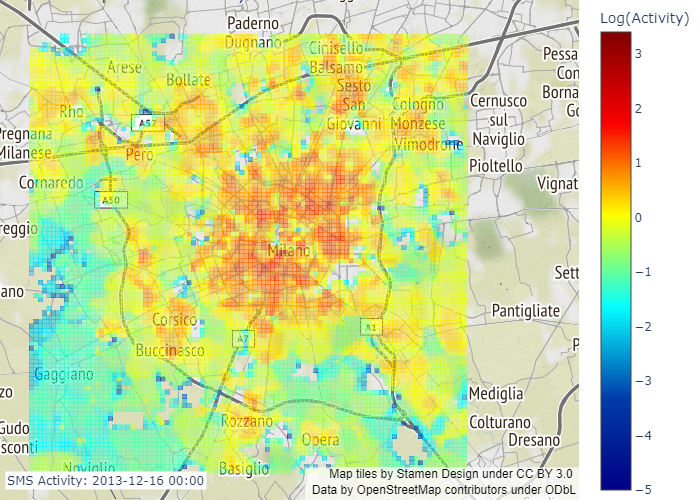 Paderno
Dugnano
Log(Activity)
Cinisello
Balsamo
Arese
Bollate
Sesto
San
Giovanni
Pessa
Con
Borna
Go
Rho
A52
Cologno
Monzese
Cernusco
sul
Naviglio
Pregnana
Milanese
Pero
Vimodrone
Pioltello
Cornaredo
Vignat
A50
reggio
Milano
Sett
ano
Pantigliate
Corsico
A7
A1
P
Buccinasco
Gaggiano
zo
Mediglia
Rozzano
Colturano
Gudo
sconti
Opera
Dresano
Noviglio
Basiglio
3
2
1
0
−1
−2
−3
−4
−5
SMS Activity: 2013-12-16 00:00
Map tiles by Stamen Design under CC BY 3.0
Data by OpenStreetMap contributors under ODbL